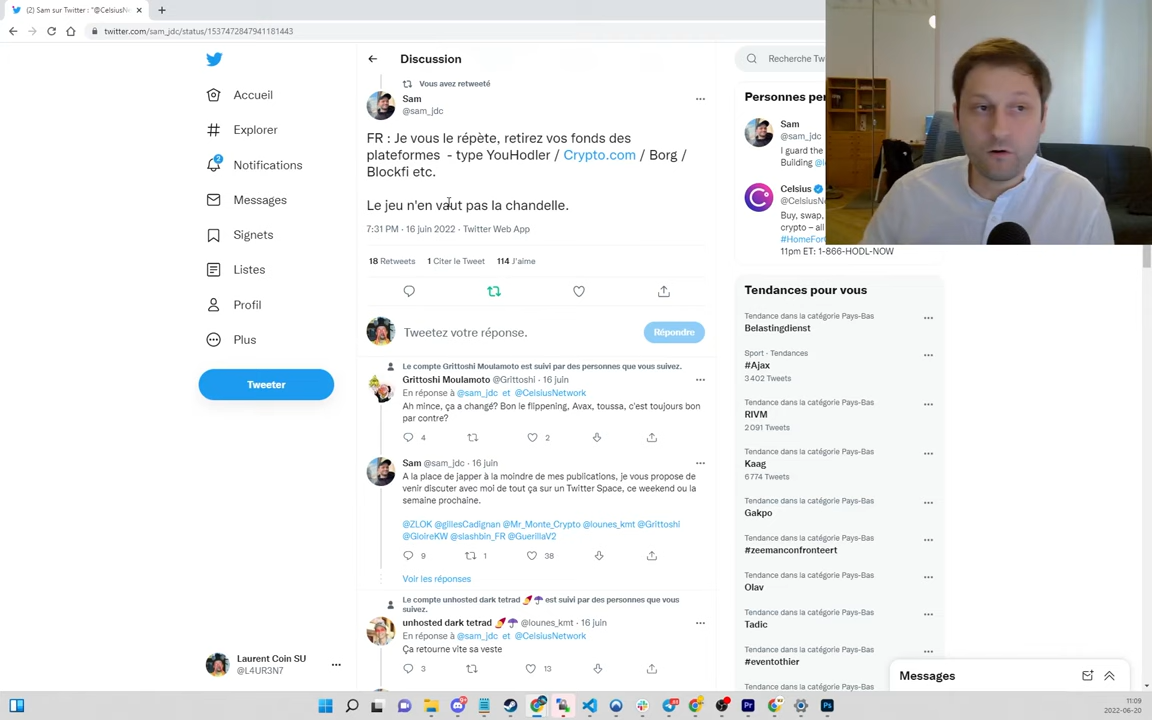 (2) Sam sur Twitter : "@CelsiusNe
twitter.com/sam_jdc/status/1537472847941181443
Discussion
Recherche Tw
Vous avez retweeté
Sam
@sam_jdc
FR : Je vous le répète, retirez vos fonds des
plateformes - type YouHodler / Crypto.com / Borg /
Blockfi etc.
Le jeu n'en vaut pas la chandelle.
7:31 PM · 16 juin 2022 · Twitter Web App
18 Retweets 1 Citer le Tweet 114 J'aime
Tweetez votre réponse.
Répondre
Le compte Grittoshi Moulamoto est suivi par des personnes que vous suivez.
Grittoshi Moulamoto @Grittoshi · 16 juin
En réponse à @sam_jdc et @CelsiusNetwork
Ah mince, ça a changé? Bon le flippening, Avax, toussa, c'est toujours bon
par contre?
4 2
Sam @sam_jdc · 16 juin
A la place de japper à la moindre de mes publications, je vous propose de
venir discuter avec moi de tout ça sur un Twitter Space, ce weekend ou la
semaine prochaine.
@ZLOK @gillesCadignan @Mr_Monte_Crypto @lounes_kmt @Grittoshi
@GloireKW @slashbin_FR @GuerillaV2
9 1 38
Voir les réponses
Le compte unhosted dark tetrad est suivi par des personnes que vous
suivez.
unhosted dark tetrad @lounes_kmt · 16 juin
En réponse à @sam_jdc et @CelsiusNetwork
Ça retourne vite sa veste
3 13
Accueil
Explorer
2
Notifications
Messages
Signets
Listes
Profil
Plus
Tweeter
Laurent Coin SU
@L4UR3N7
Personnes per
Sam
@sam_jdc
I guard the
Building @
Celsius
@CelsiusNe
Buy, swap,
crypto – all
#HomeFor
11pm ET: 1-866-HODL-NOW
Tendances pour vous
Tendance dans la catégorie Pays-Bas
Belastingdienst
Sport · Tendances
#Ajax
3 402 Tweets
Tendance dans la catégorie Pays-Bas
RIVM
2 091 Tweets
Tendance dans la catégorie Pays-Bas
Kaag
6 774 Tweets
Tendance dans la catégorie Pays-Bas
Gakpo
Tendance dans la catégorie Pays-Bas
#zeemanconfronteert
Tendance dans la catégorie Pays-Bas
Olav
Tendance dans la catégorie Pays-Bas
Tadic
Tendance dans la catégorie Pays-Bas
#eventothier
Messages
11:09
2022-06-20